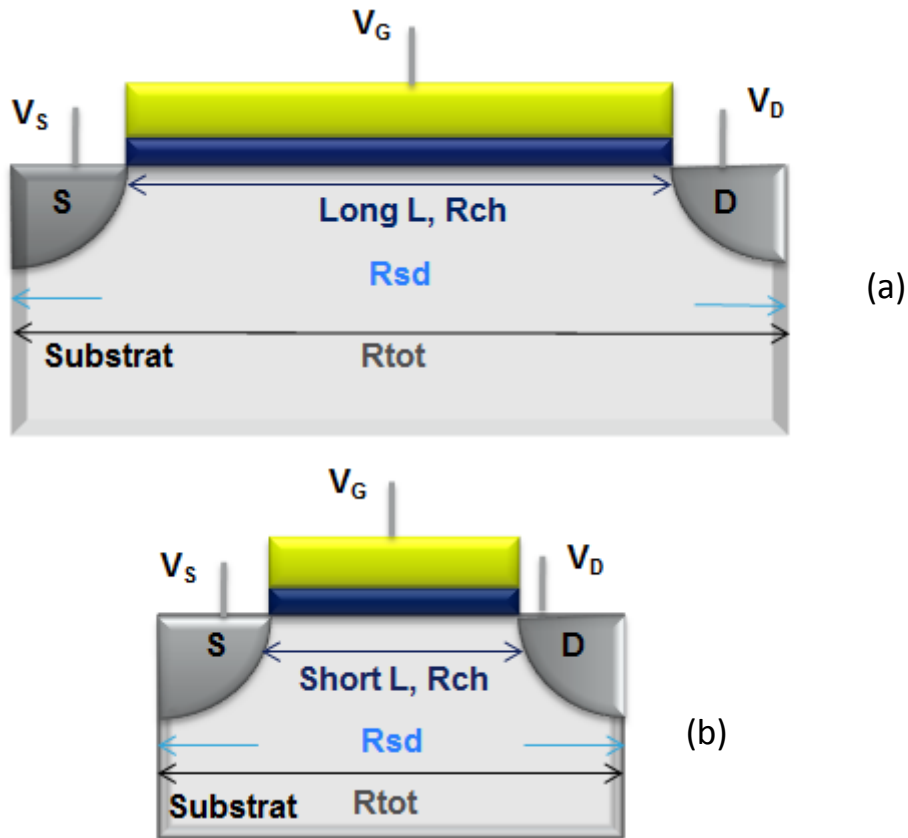 VG
VS
VD
S
D
Long L, Rch
Rsd
(a)
Substrat
Rtot
VG
VS
VD
S
D
Short L, Rch
Rsd
(b)
Substrat
Rtot